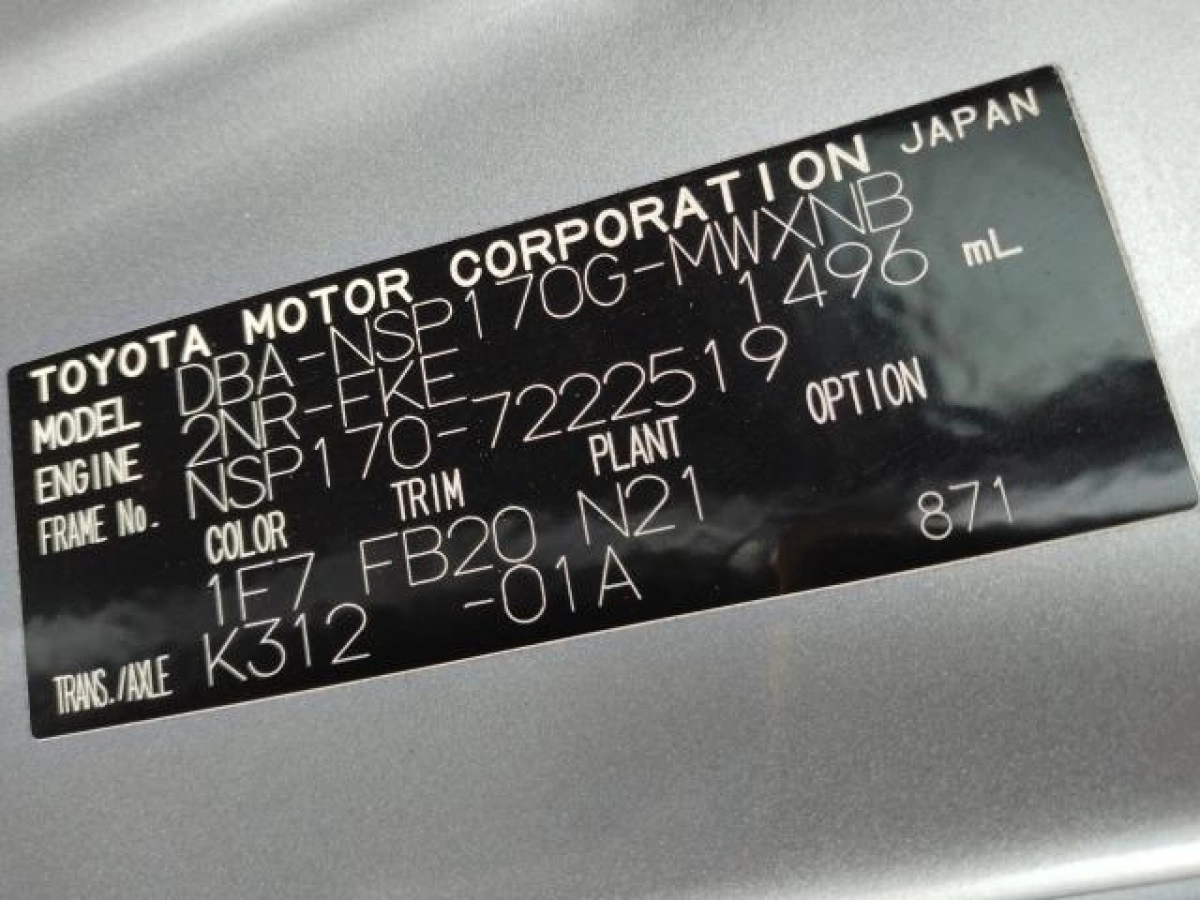 TOYOTA MOTOR CORPORATION JAPAN
MODEL DBA-NSP170G-MWXNB
ENGINE 2NR-FKE 1496 mL
FRAME No. NSP170-7222519
COLOR TRIM PLANT OPTION
1F7 FB20 N21 871
TRANS./AXLE K312 -01A